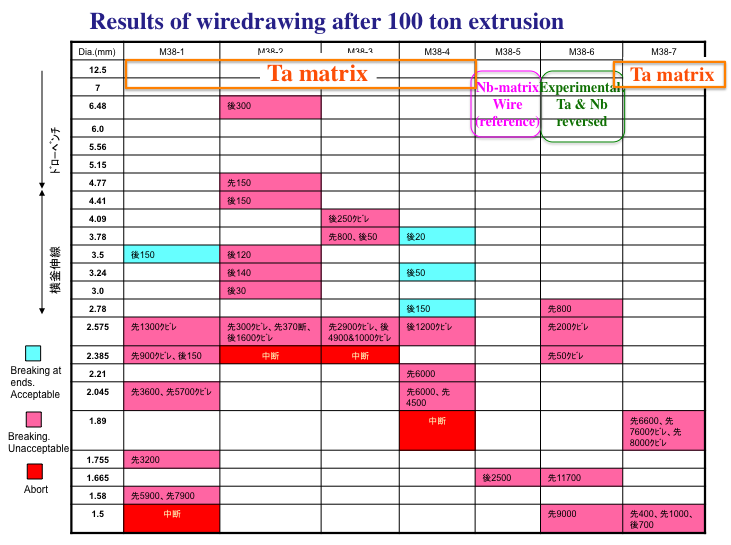 Results of wiredrawing after 100 ton extrusion
Dia.(mm) M38-1 M38-2 M38-3 M38-4 M38-5 M38-6 M38-7
12.5
Ta matrix
Ta matrix
7
Nb-matrix
Wire
(reference)
Experimental
Ta & Nb
reversed
6.48 後300
6.0
5.56
5.15
4.77 先150
4.41 後150
4.09 後250ｸﾋﾞﾚ
3.78 先800、後50 後20
3.5 後150 後120
3.24 後140 後50
3.0 後30
2.78 後150 先800
2.575 先1300ｸﾋﾞﾚ 先300ｸﾋﾞﾚ、先370断、 先2900ｸﾋﾞﾚ、後 後1200ｸﾋﾞﾚ 先200ｸﾋﾞﾚ
後1600ｸﾋﾞﾚ 4900&1000ｸﾋﾞﾚ
2.385 先900ｸﾋﾞﾚ、後150 中断 中断 先50ｸﾋﾞﾚ
2.21 先6000
2.045 先3600、先5700ｸﾋﾞﾚ 先6000、先
4500
1.89 中断 先6600、先
7600ｸﾋﾞﾚ、先
8000ｸﾋﾞﾚ
1.755 先3200
1.665 後2500 先11700
1.58 先5900、先7900
1.5 中断 先9000 先400、先1000、
後700
ﾄﾞﾛｰﾍﾞﾝﾁ
横釜伸線
Breaking at
ends.
Acceptable
Breaking.
Unacceptable
Abort